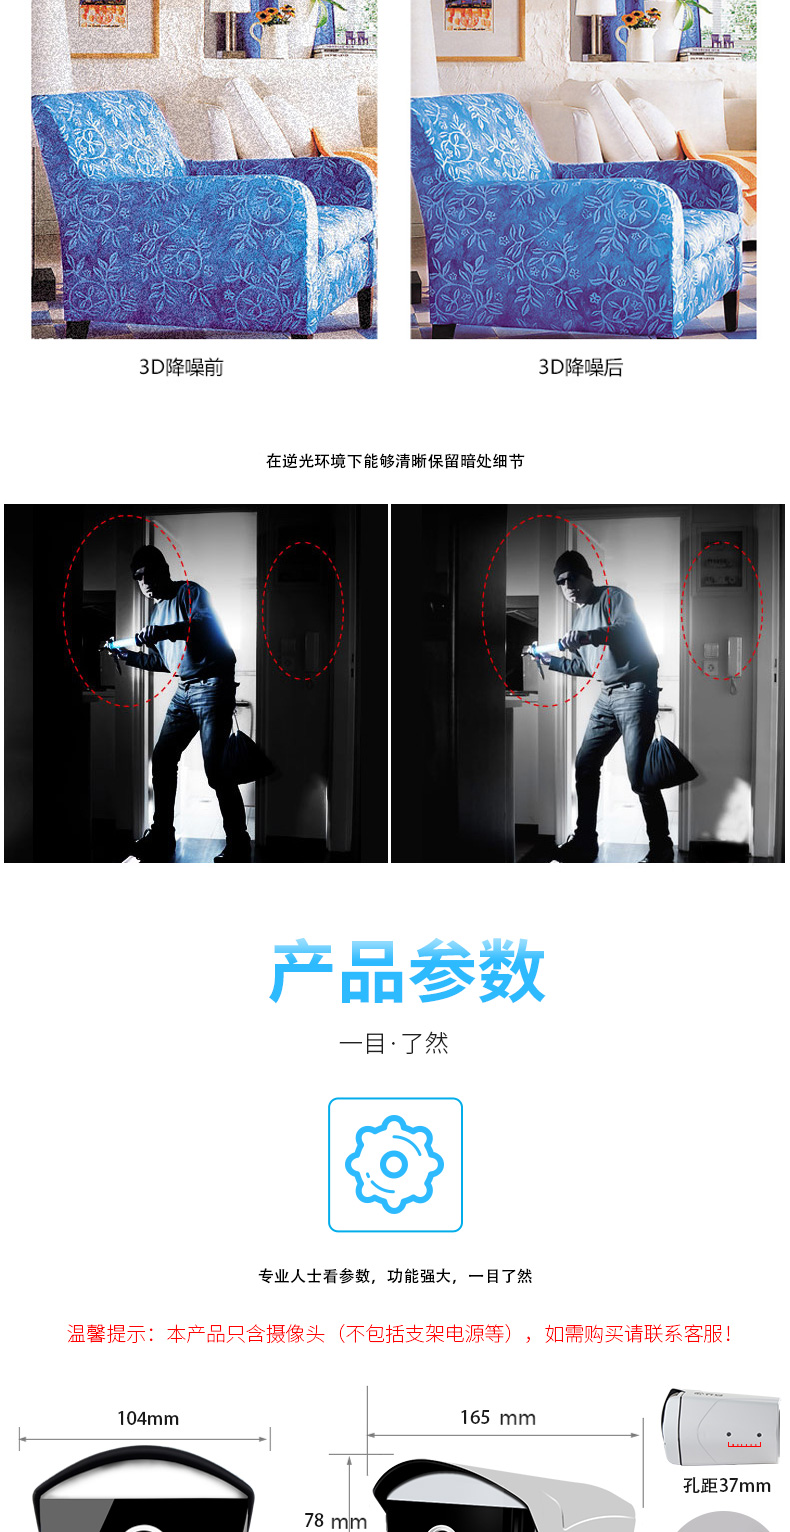 3D降噪前
3D降噪后
在逆光环境下能够清晰保留暗处细节
产品参数
一目·了然
专业人士看参数，功能强大，一目了然
温馨提示：本产品只含摄像头（不包括支架电源等），如需购买请联系客服！
104mm
165 mm
孔距37mm
78 mm